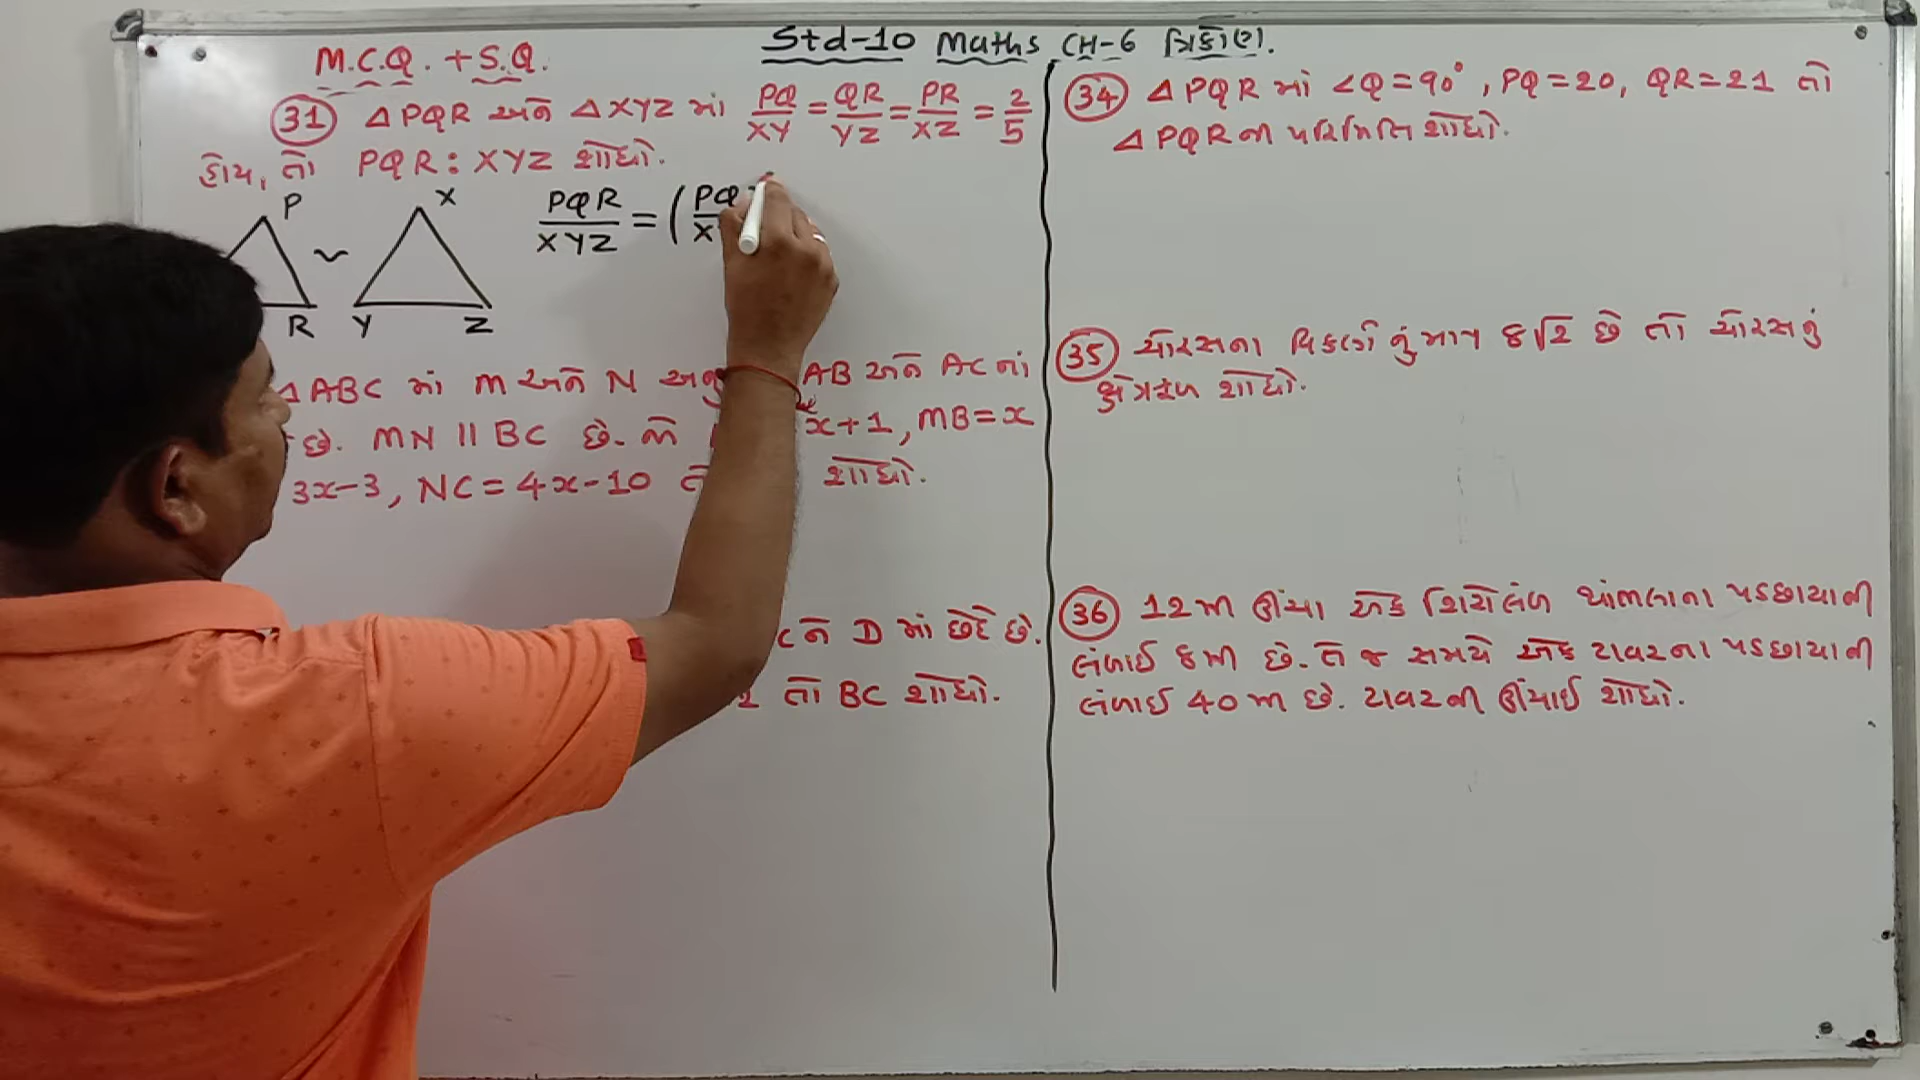 Std-10 Maths CH-6 ત્રિકોણ.
M.C.Q. + S.Q.
31 △PQR અને △XYZ માં PQ/XY = QR/YZ = PR/XZ = 2/5
હોય, તો PQR : XYZ શોધો.
P X
R Y Z
PQR/XYZ = (PQ
△ABC માં M અને N અનુ AB અને AC નાં
છે. MN || BC છે. જો x+1, MB=x
3x-3, NC=4x-10 શોધો.
C ને D માં છેદે છે.
2 તો BC શોધો.
34 △PQR માં ∠Q=90°, PQ=20, QR=21 તો
△PQR ની પરિમિતિ શોધો.
35 ચોરસના વિકર્ણનું માપ 8√2 છે તો ચોરસનું
ક્ષેત્રફળ શોધો.
36 12 મી ઊંચા એક શિરોલંબ થાંભલાના પડછાયાની
લંબાઈ 8 મી છે. તે જ સમયે એક ટાવરના પડછાયાની
લંબાઈ 40 મી છે. ટાવરની ઊંચાઈ શોધો.